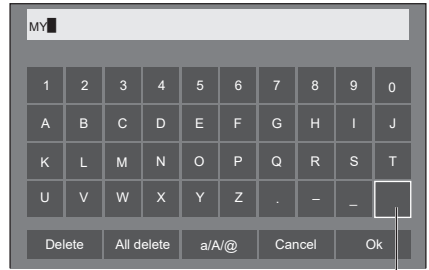 MY
1 2 3 4 5 6 7 8 9 0
A B C D E F G H I J
K L M N O P Q R S T
U V W X Y Z . – _
Delete All delete a/A/@ Cancel Ok